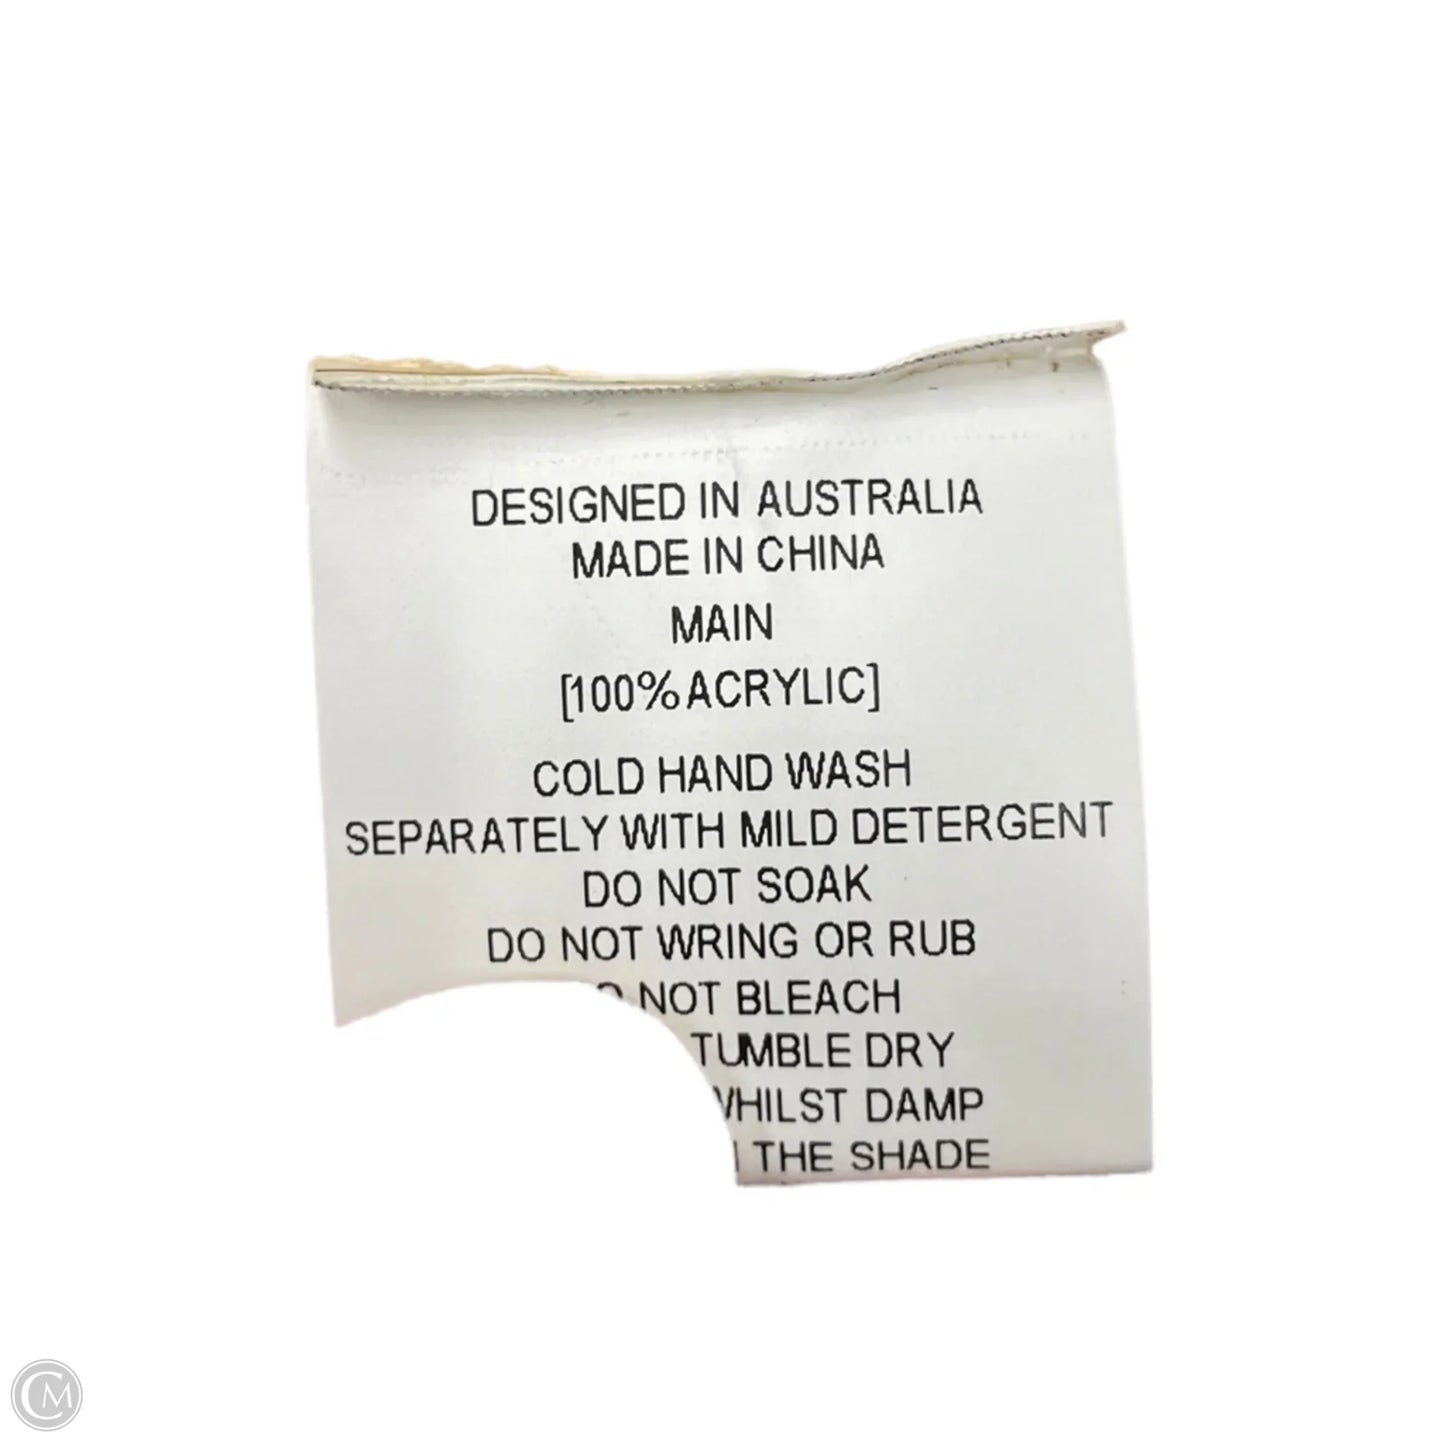 DESIGNED IN AUSTRALIA
MADE IN CHINA
MAIN
[100%ACRYLIC]
COLD HAND WASH
SEPARATELY WITH MILD DETERGENT
DO NOT SOAK
DO NOT WRING OR RUB
NOT BLEACH
TUMBLE DRY
WHILST DAMP
THE SHADE
CM